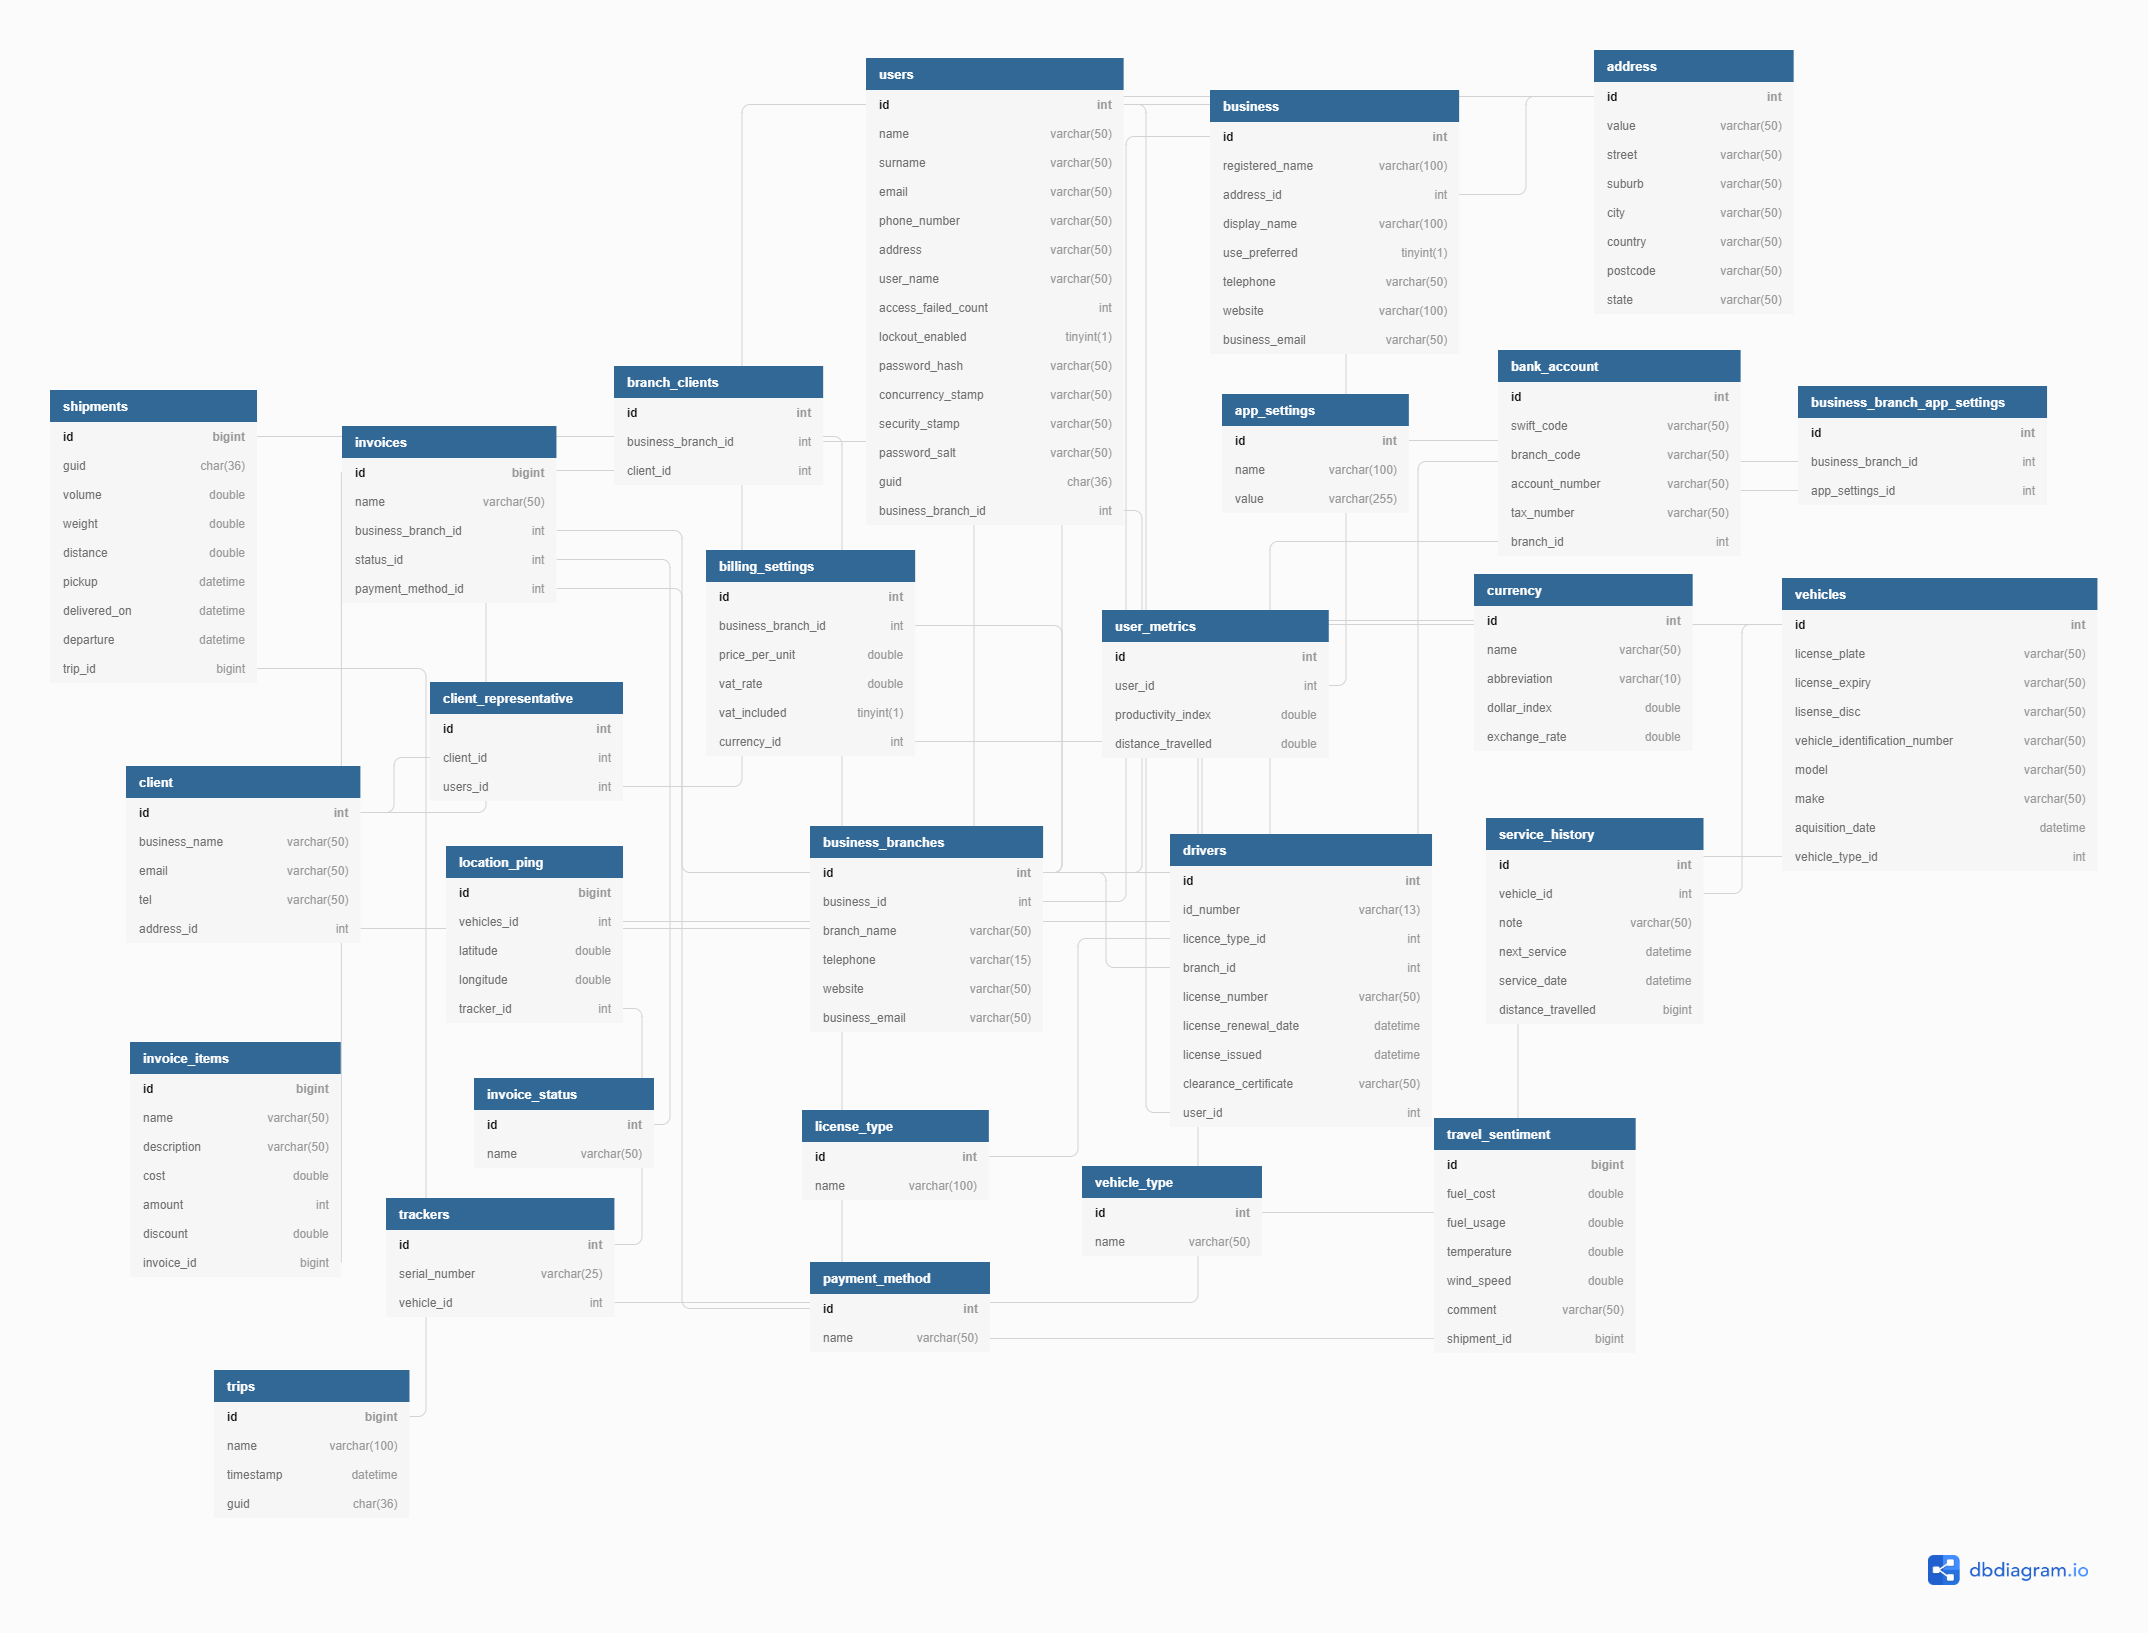 users
id int
name varchar(50)
surname varchar(50)
email varchar(50)
phone_number varchar(50)
address varchar(50)
user_name varchar(50)
access_failed_count int
lockout_enabled tinyint(1)
password_hash varchar(50)
concurrency_stamp varchar(50)
security_stamp varchar(50)
password_salt varchar(50)
guid char(36)
business_branch_id int
business
id int
registered_name varchar(100)
address_id int
display_name varchar(100)
use_preferred tinyint(1)
telephone varchar(50)
website varchar(100)
business_email varchar(50)
address
id int
value varchar(50)
street varchar(50)
suburb varchar(50)
city varchar(50)
country varchar(50)
postcode varchar(50)
state varchar(50)
shipments
id bigint
guid char(36)
volume double
weight double
distance double
pickup datetime
delivered_on datetime
departure datetime
trip_id bigint
invoices
id bigint
name varchar(50)
business_branch_id int
status_id int
payment_method_id int
branch_clients
id int
business_branch_id int
client_id int
app_settings
id int
name varchar(100)
value varchar(255)
bank_account
id int
swift_code varchar(50)
branch_code varchar(50)
account_number varchar(50)
tax_number varchar(50)
branch_id int
business_branch_app_settings
id int
business_branch_id int
app_settings_id int
billing_settings
id int
business_branch_id int
price_per_unit double
vat_rate double
vat_included tinyint(1)
currency_id int
user_metrics
id int
user_id int
productivity_index double
distance_travelled double
currency
id int
name varchar(50)
abbreviation varchar(10)
dollar_index double
exchange_rate double
vehicles
id int
license_plate varchar(50)
license_expiry varchar(50)
lisense_disc varchar(50)
vehicle_identification_number varchar(50)
model varchar(50)
make varchar(50)
aquisition_date datetime
vehicle_type_id int
client_representative
id int
client_id int
users_id int
client
id int
business_name varchar(50)
email varchar(50)
tel varchar(50)
address_id int
location_ping
id bigint
vehicles_id int
latitude double
longitude double
tracker_id int
business_branches
id int
business_id int
branch_name varchar(50)
telephone varchar(15)
website varchar(50)
business_email varchar(50)
drivers
id int
id_number varchar(13)
licence_type_id int
branch_id int
license_number varchar(50)
license_renewal_date datetime
license_issued datetime
clearance_certificate varchar(50)
user_id int
service_history
id int
vehicle_id int
note varchar(50)
next_service datetime
service_date datetime
distance_travelled bigint
invoice_items
id bigint
name varchar(50)
description varchar(50)
cost double
amount int
discount double
invoice_id bigint
invoice_status
id int
name varchar(50)
license_type
id int
name varchar(100)
vehicle_type
id int
name varchar(50)
travel_sentiment
id bigint
fuel_cost double
fuel_usage double
temperature double
wind_speed double
comment varchar(50)
shipment_id bigint
trackers
id int
serial_number varchar(25)
vehicle_id int
payment_method
id int
name varchar(50)
trips
id bigint
name varchar(100)
timestamp datetime
guid char(36)
dbdiagram.io